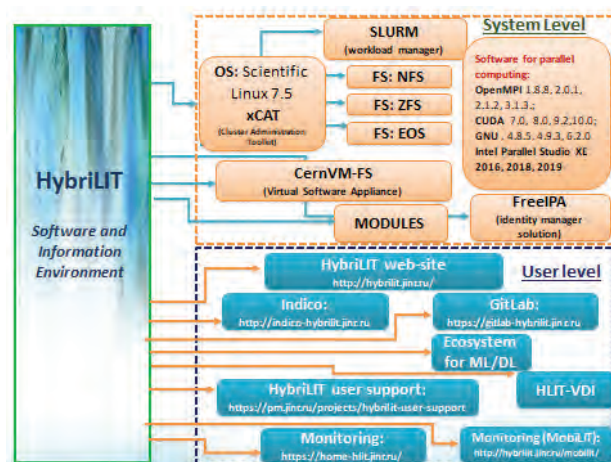 HybriLIT
Software and
Information
Environment
System Level
SLURM
(workload manager)
OS: Scientific
Linux 7.5
xCAT
(Cluster Administration
Toolkit)
FS: NFS
FS: ZFS
FS: EOS
Software for parallel
computing:
OpenMPI 1.8.8, 2.0.1,
2.1.2, 3.1.3.;
CUDA 7.0, 8.0, 9.2,10.0;
GNU . 4.8.5, 4.9.3, 6.2.0
Intel Parallel Studio XE
2016, 2018, 2019
CernVM-FS
(Virtual Software Appliance)
MODULES
FreeIPA
(identity manager
solution)
User level
HybriLIT web-site
http://hybrilit.jinr.ru/
Indico:
http://indico-hybrilit.jinr.ru
GitLab:
https://gitlab-hybrilit.jinr.ru
Ecosystem
for ML/DL
HLIT-VDI
HybriLIT user support:
https://pm.jinr.ru/projects/hybrilit-user-support
Monitoring:
https://home-hlit.jinr.ru/
Monitoring (MobiLIT):
http://hybrilit.jinr.ru/mobilit/